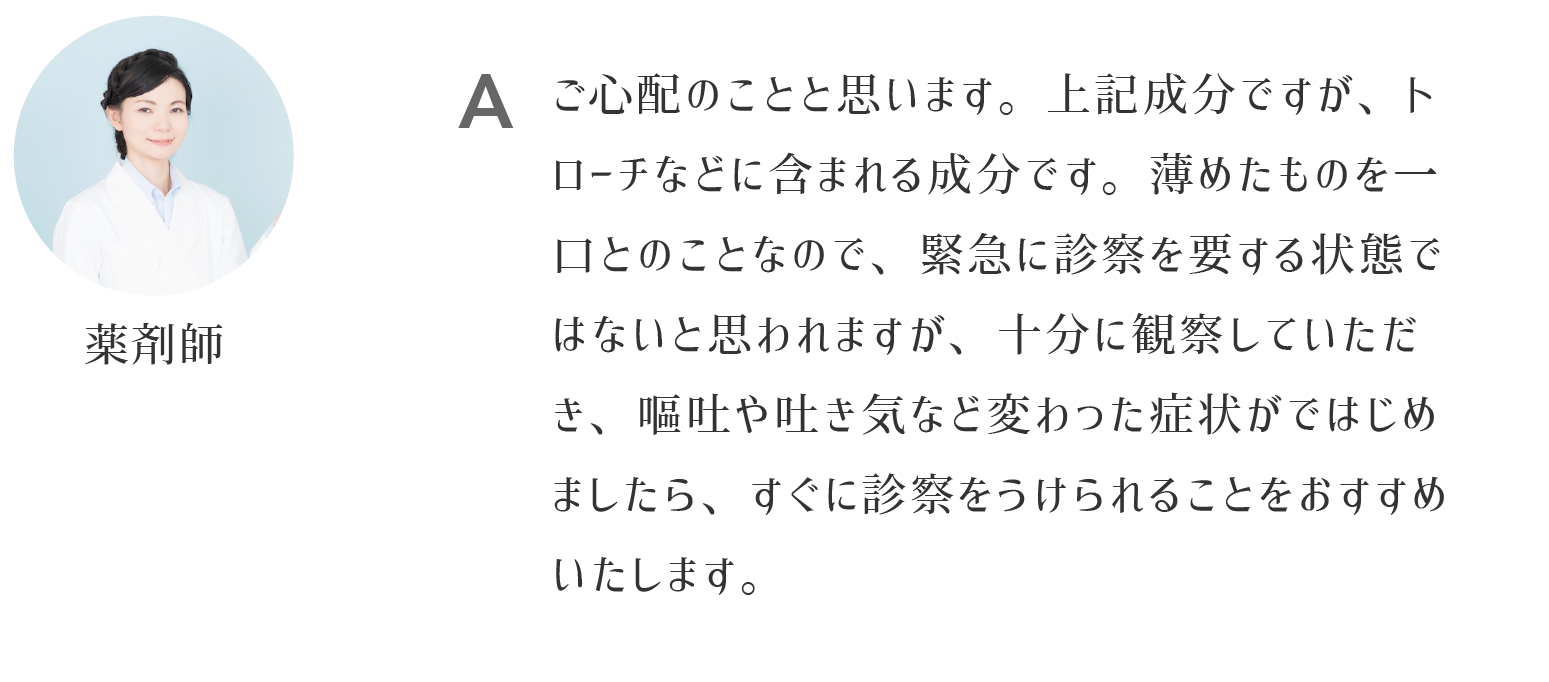 薬剤師
A ご心配のことと思います。上記成分ですが、ト
ローチなどに含まれる成分です。薄めたものを一
口とのことなので、緊急に診察を要する状態で
はないと思われますが、十分に観察していただ
き、嘔吐や吐き気など変わった症状がではじめ
ましたら、すぐに診察をうけられることをおすすめ
いたします。